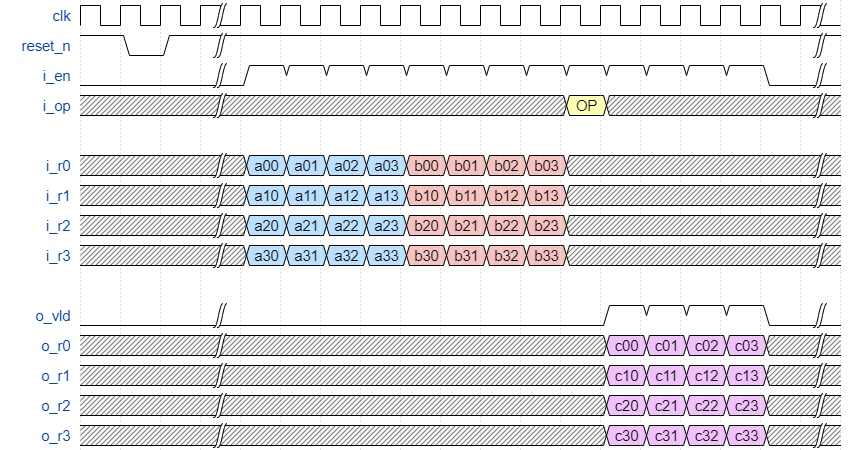 clk
reset_n
i_en
i_op OP
i_r0 a00 a01 a02 a03 b00 b01 b02 b03
i_r1 a10 a11 a12 a13 b10 b11 b12 b13
i_r2 a20 a21 a22 a23 b20 b21 b22 b23
i_r3 a30 a31 a32 a33 b30 b31 b32 b33
o_vld
o_r0 c00 c01 c02 c03
o_r1 c10 c11 c12 c13
o_r2 c20 c21 c22 c23
o_r3 c30 c31 c32 c33